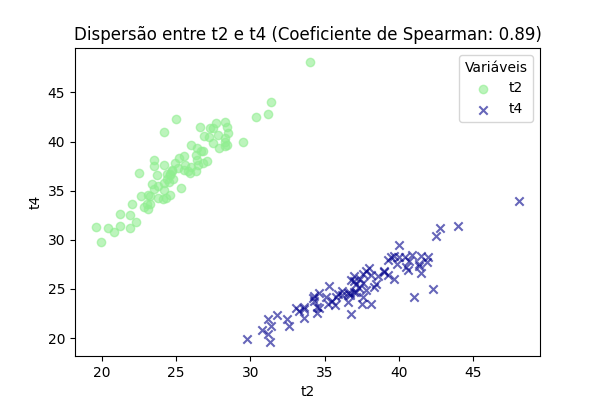 Dispersão entre t2 e t4 (Coeficiente de Spearman: 0.89)
Variáveis
t2
t4
45
40
35
30
25
20
t4
20 25 30 35 40 45
t2